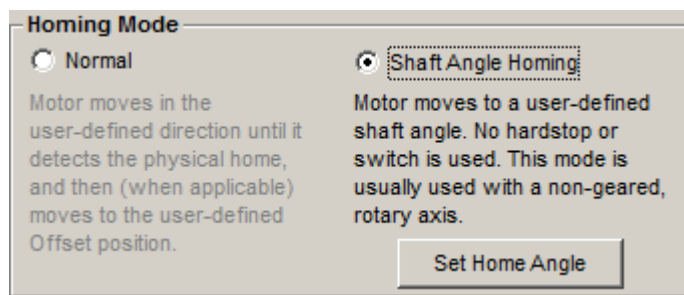 Homing Mode
Normal
Motor moves in the
user-defined direction until it
detects the physical home,
and then (when applicable)
moves to the user-defined
Offset position.
Shaft Angle Homing
Motor moves to a user-defined
shaft angle. No hardstop or
switch is used. This mode is
usually used with a non-geared,
rotary axis.
Set Home Angle